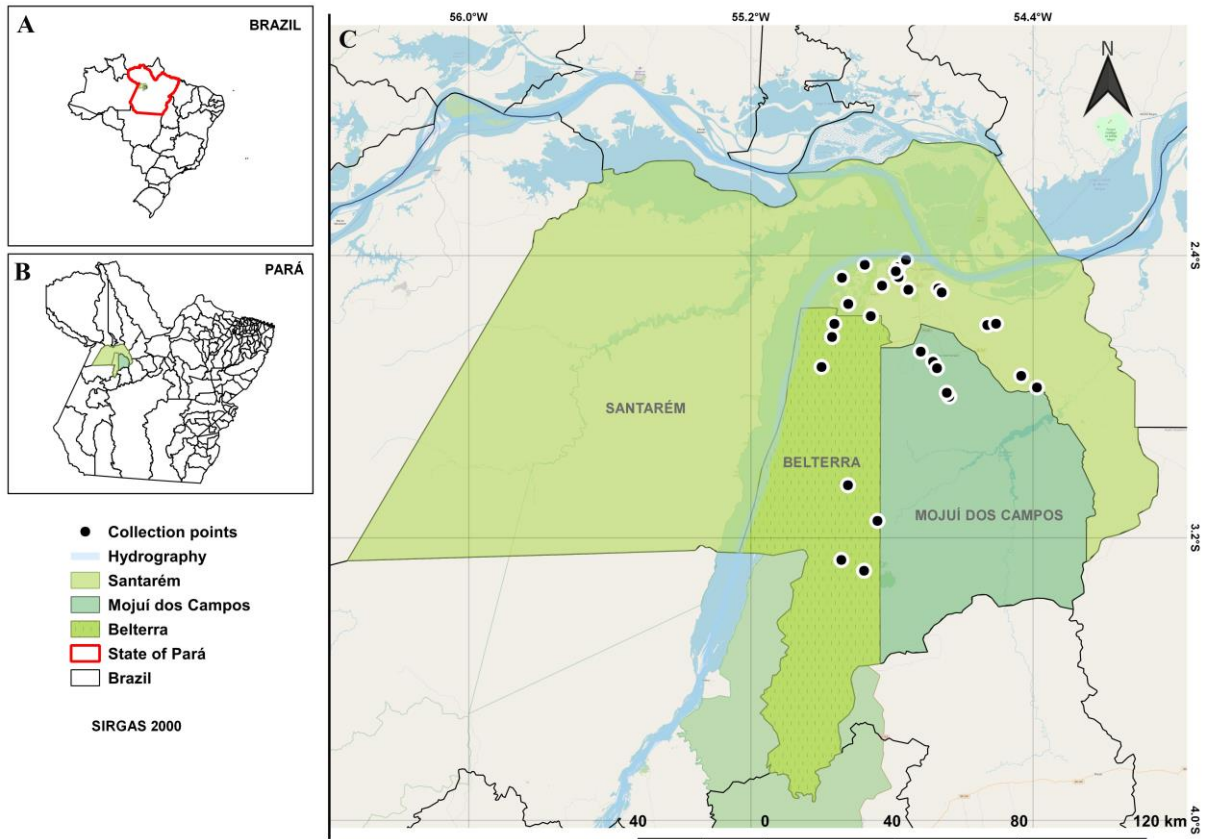 A
BRAZIL
B
PARÁ
Collection points
Hydrography
Santarém
Mojuí dos Campos
Belterra
State of Pará
Brazil
SIRGAS 2000
C
56.0°W 55.2°W 54.4°W
N
2.4°S
SANTARÉM
BELTERRA
MOJUÍ DOS CAMPOS
3.2°S
4.0°S
40 0 40 80 120 km